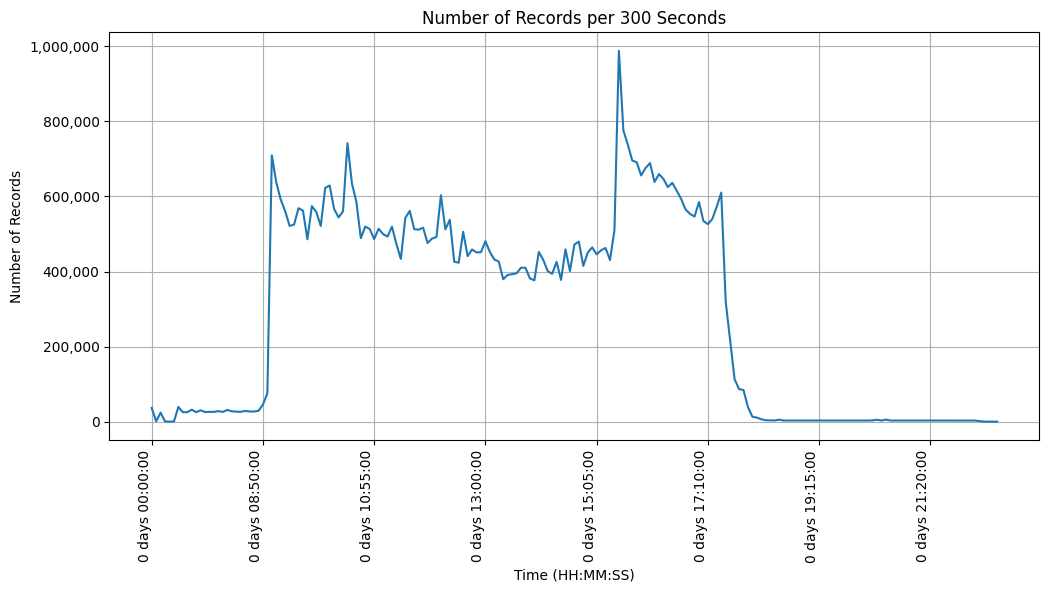 Number of Records per 300 Seconds
1,000,000
800,000
600,000
400,000
200,000
0
Number of Records
0 days 00:00:00
0 days 08:50:00
0 days 10:55:00
0 days 13:00:00
0 days 15:05:00
0 days 17:10:00
0 days 19:15:00
0 days 21:20:00
Time (HH:MM:SS)